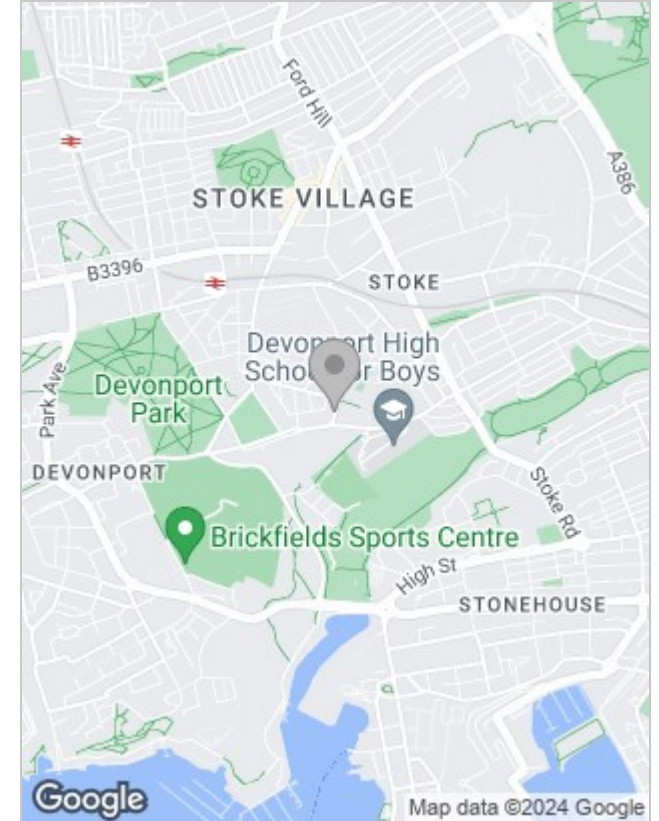 Ford Hill
A386
STOKE VILLAGE
B3396
STOKE
Devonport High
School for Boys
Devonport
Park
Park Ave
DEVONPORT
Stoke Rd
Brickfields Sports Centre
High St
STONEHOUSE
Google
Map data ©2024 Google